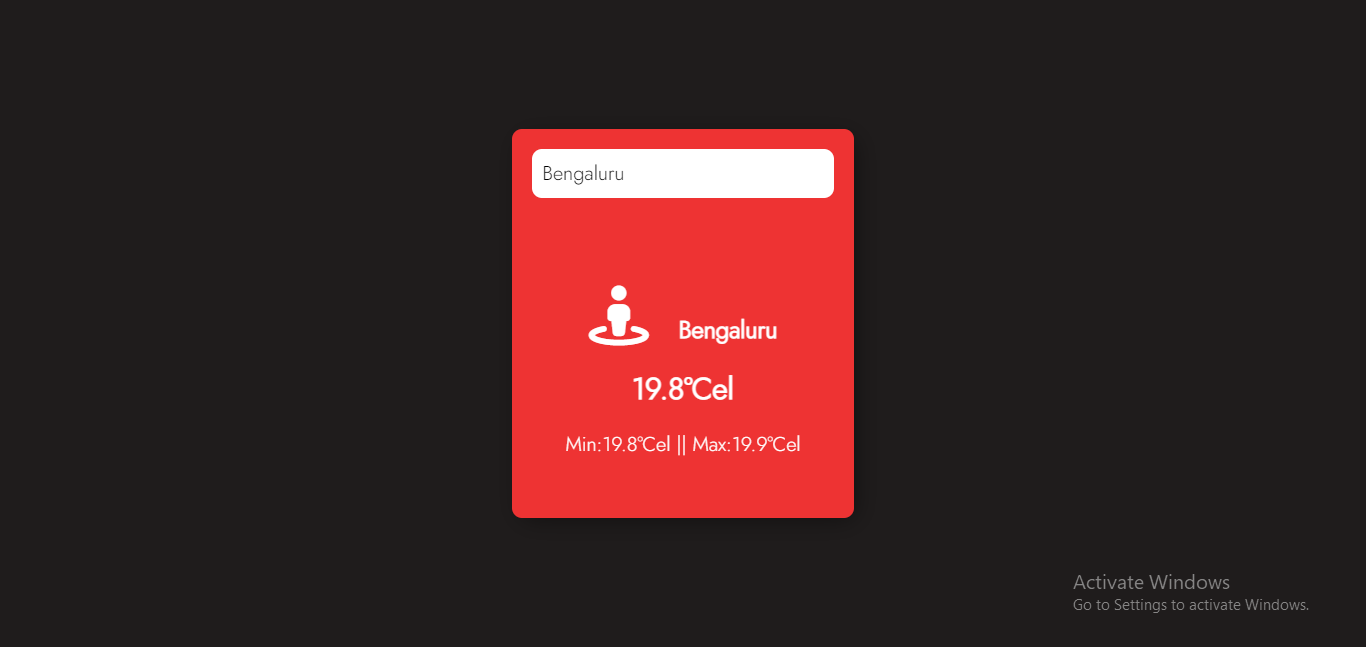 Bengaluru
Bengaluru
19.8°Cel
Min:19.8°Cel || Max:19.9°Cel
Activate Windows
Go to Settings to activate Windows.